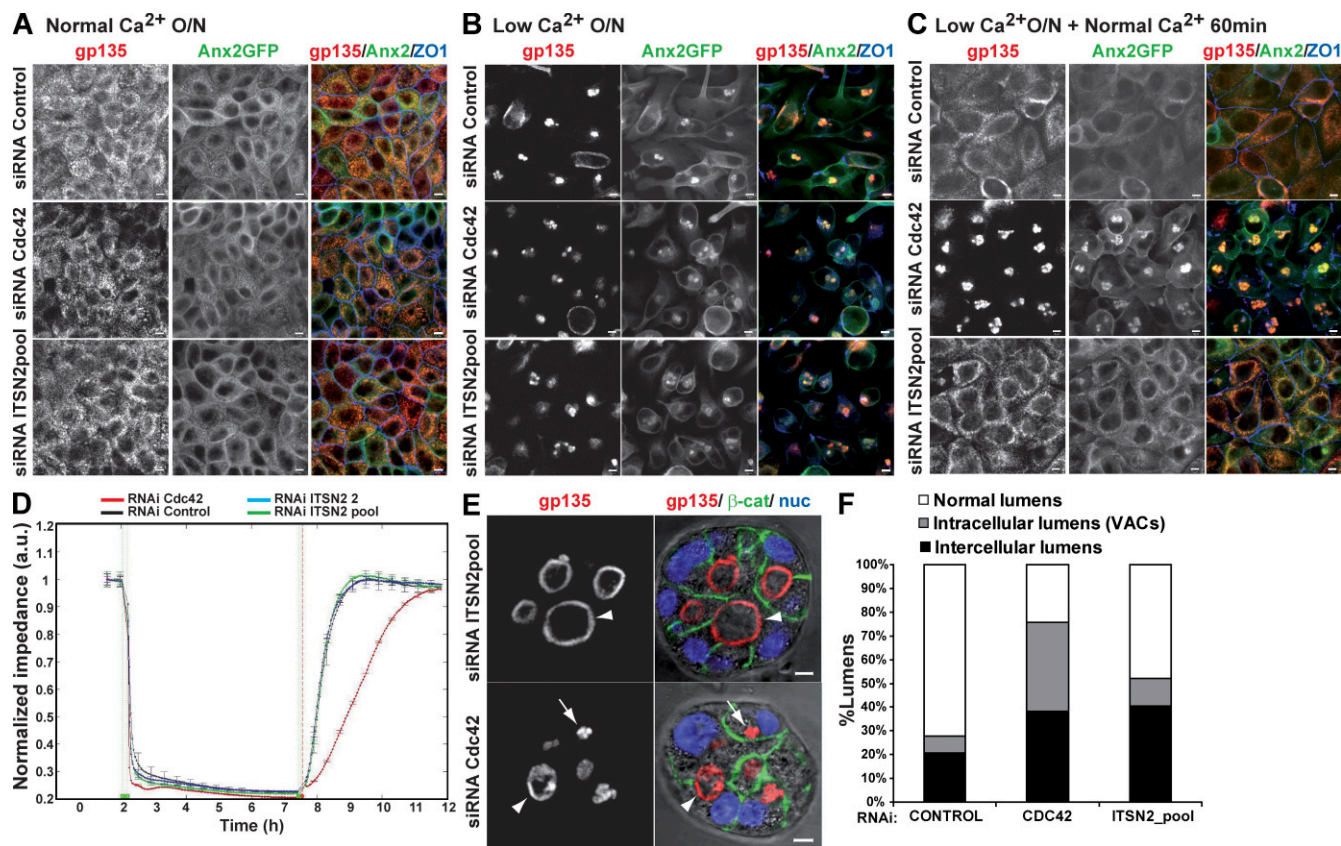 A Normal Ca2+ O/N
gp135 Anx2GFP gp135/Anx2/ZO1
siRNA Control
siRNA Cdc42
siRNA ITSN2pool
B Low Ca2+ O/N
gp135 Anx2GFP gp135/Anx2/ZO1
siRNA Control
siRNA Cdc42
siRNA ITSN2pool
C Low Ca2+O/N + Normal Ca2+ 60min
gp135 Anx2GFP gp135/Anx2/ZO1
siRNA Control
siRNA Cdc42
siRNA ITSN2pool
D
RNAi Cdc42 RNAi ITSN2 2
RNAi Control RNAi ITSN2 pool
Normalized impedance (a.u.)
1.2
1.1
1
0.9
0.8
0.7
0.6
0.5
0.4
0.3
0.2
0 2 3 4 5 6 7 8 9 10 11 12
Time (h)
E gp135 gp135/ β-cat/ nuc
siRNA ITSN2pool
siRNA Cdc42
F
Normal lumens
Intracellular lumens (VACs)
Intercellular lumens
%Lumens
100%
90%
80%
70%
60%
50%
40%
30%
20%
10%
0%
RNAi: CONTROL CDC42 ITSN2_pool